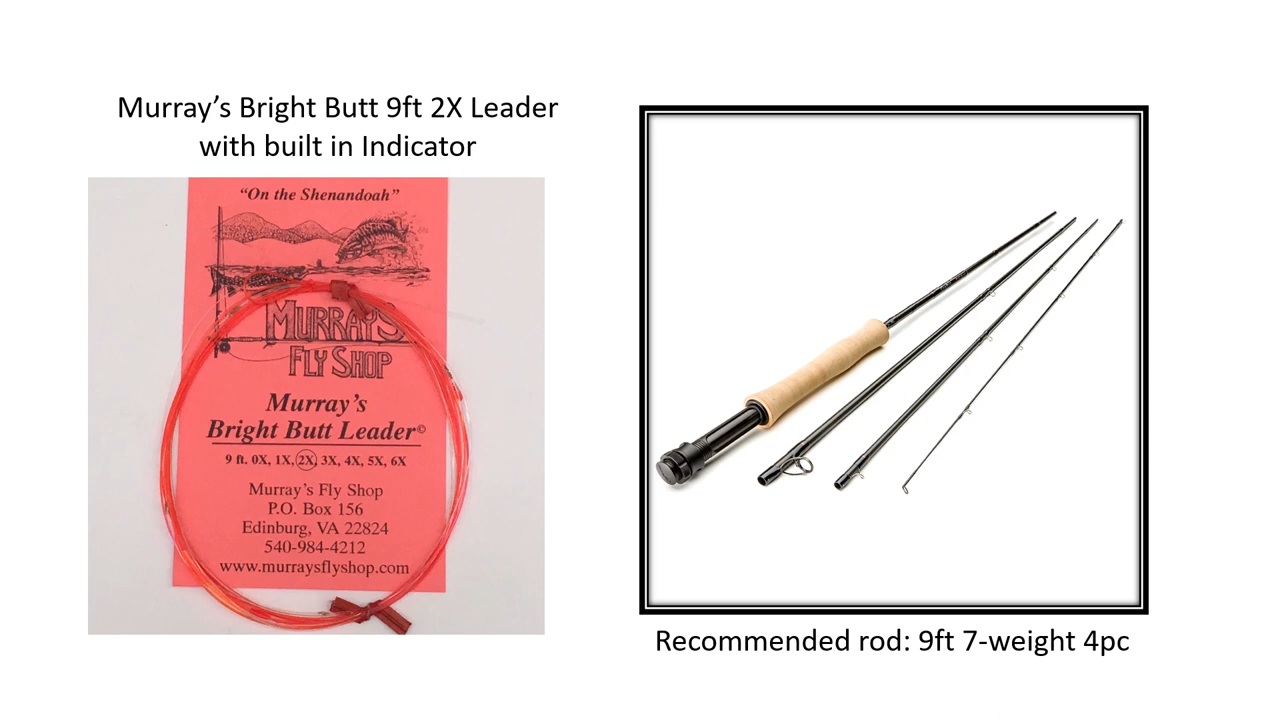 Murray’s Bright Butt 9ft 2X Leader
with built in Indicator
“On the Shenandoah”
MURRAY'S
FLY SHOP
Murray’s
Bright Butt Leader©
9 ft. 0X, 1X, 2X, 3X, 4X, 5X, 6X
Murray’s Fly Shop
P.O. Box 156
Edinburg, VA 22824
540-984-4212
www.murraysflyshop.com
Recommended rod: 9ft 7-weight 4pc